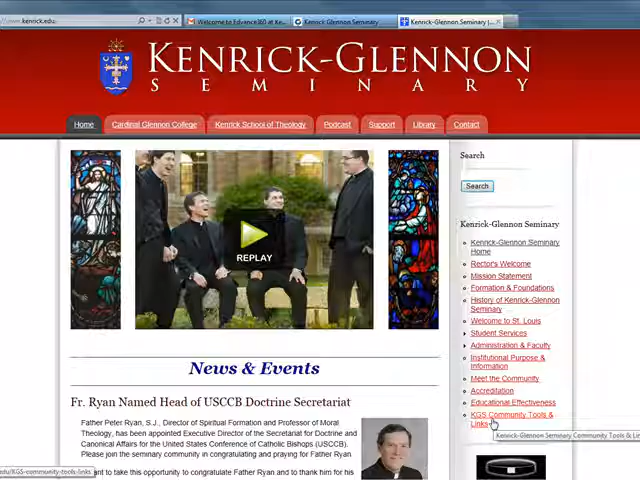 www.kenrick.edu
Welcome to Edvance360 at Ke...
Kenrick Glennon Seminary
Kenrick-Glennon Seminary |...
KENRICK-GLENNON
SEMINARY
Home
Cardinal Glennon College
Kenrick School of Theology
Podcast
Support
Library
Contact
REPLAY
News & Events
Fr. Ryan Named Head of USCCB Doctrine Secretariat
Father Peter Ryan, S.J., Director of Spiritual Formation and Professor of Moral
Theology, has been appointed Executive Director of the Secretariat for Doctrine and
Canonical Affairs for the United States Conference of Catholic Bishops (USCCB).
Please join the seminary community in congratulating and praying for Father Ryan
ant to take this opportunity to congratulate Father Ryan and to thank him for his
edu/KGS-community-tools-links
Search
Search
Kenrick-Glennon Seminary
Kenrick-Glennon Seminary
Home
Rector's Welcome
Mission Statement
Formation & Foundations
History of Kenrick-Glennon
Seminary
Welcome to St. Louis
Student Services
Administration & Faculty
Institutional Purpose &
Information
Meet the Community
Accreditation
Educational Effectiveness
KGS Community Tools &
Links
Kenrick-Glennon Seminary Community Tools & Li